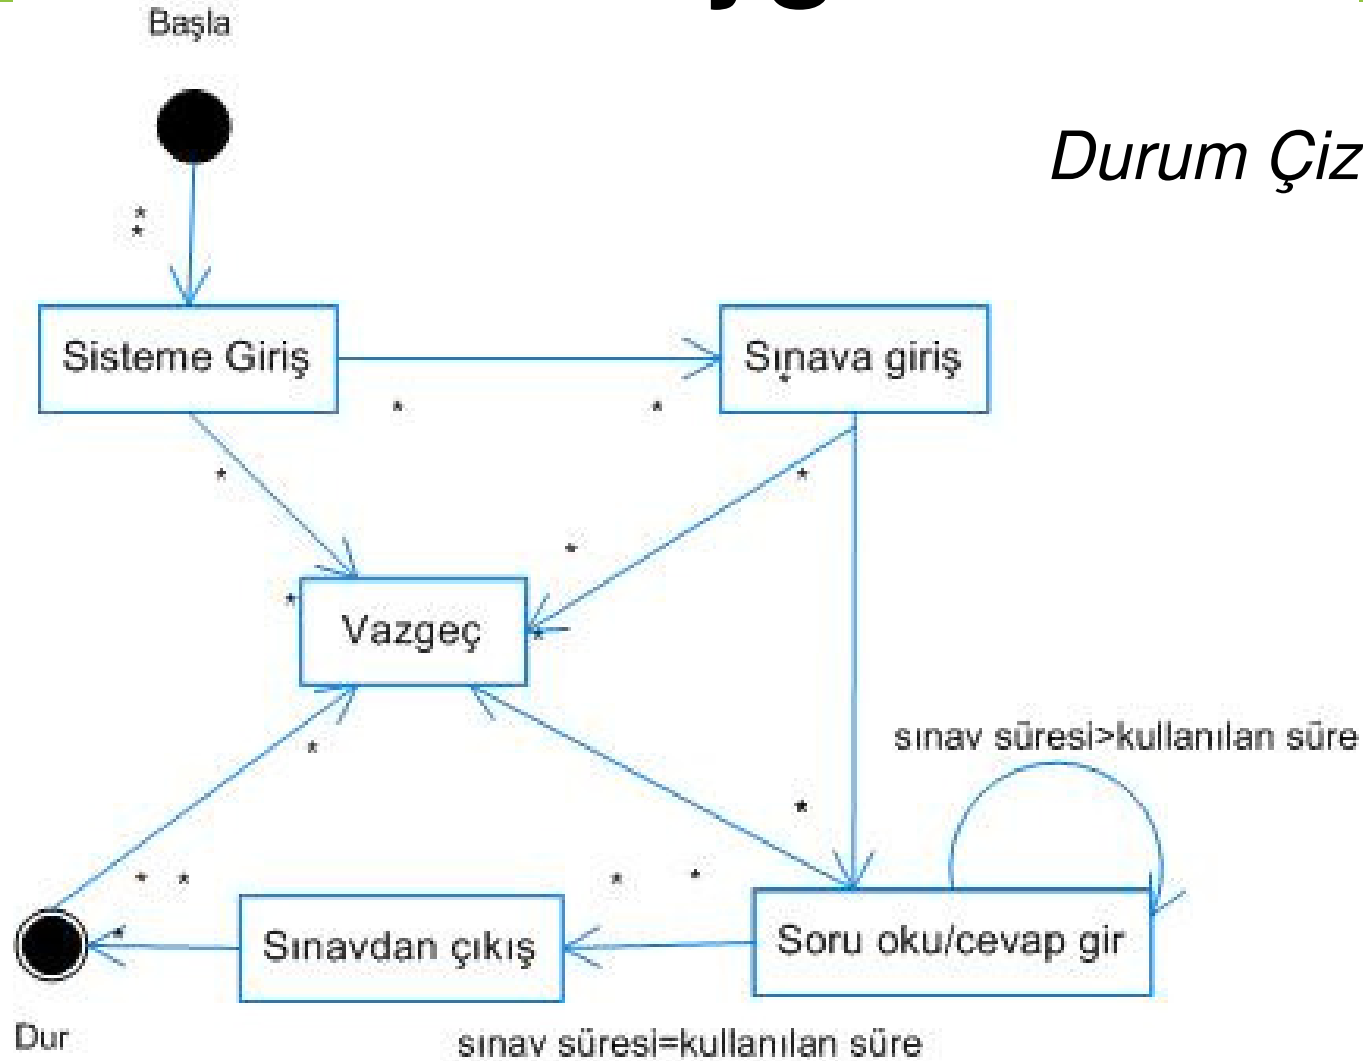 Başla
Durum Çiz
Sisteme Giriş
Sınava giriş
Vazgeç
sınav süresi>kullanılan süre
Soru oku/cevap gir
Sınavdan çıkış
Dur
sınav süresi=kullanılan süre